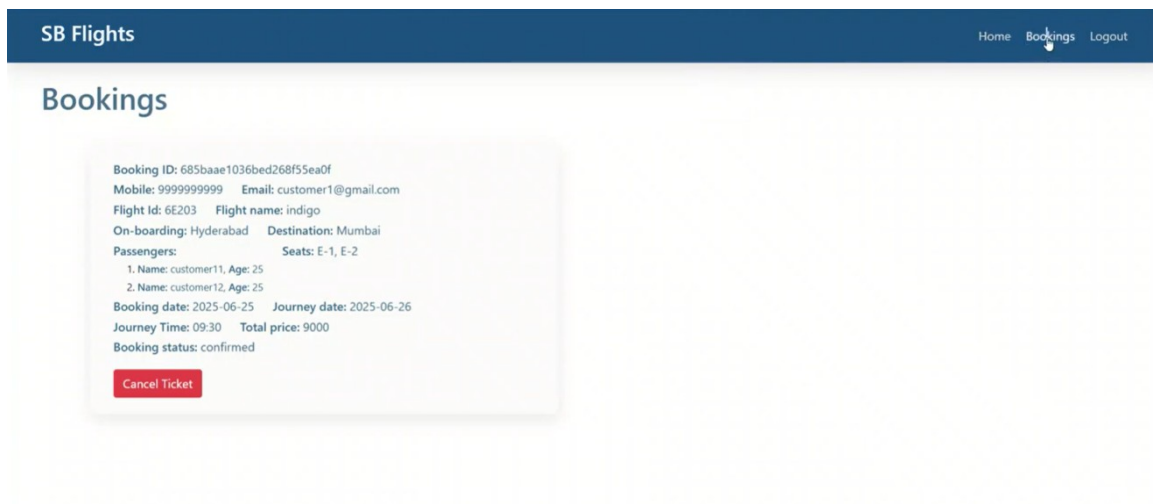 SB Flights
Home Bookings Logout
Bookings
Booking ID: 685baae1036bed268f55ea0f
Mobile: 9999999999 Email: customer1@gmail.com
Flight Id: 6E203 Flight name: indigo
On-boarding: Hyderabad Destination: Mumbai
Passengers: Seats: E-1, E-2
1. Name: customer11, Age: 25
2. Name: customer12, Age: 25
Booking date: 2025-06-25 Journey date: 2025-06-26
Journey Time: 09:30 Total price: 9000
Booking status: confirmed
Cancel Ticket